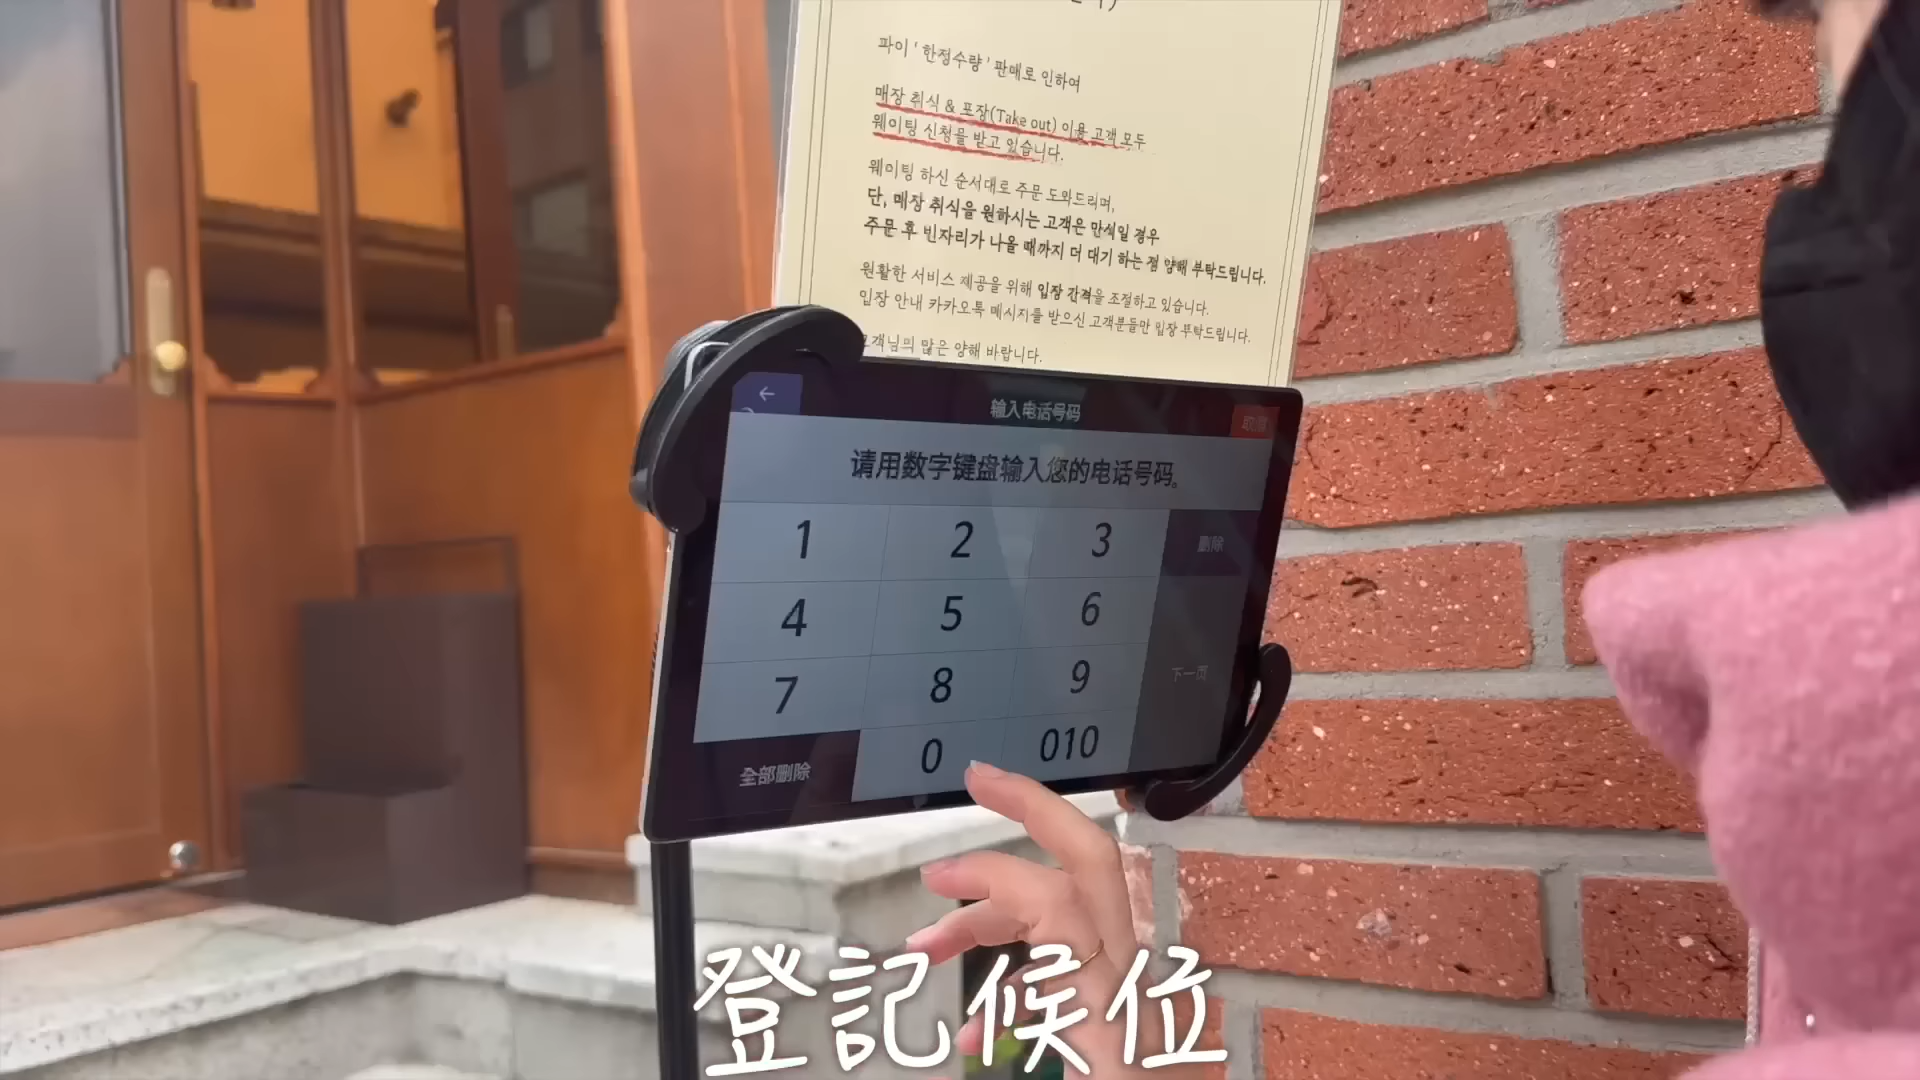 파이 '한정수량' 판매로 인하여
매장 취식 & 포장(Take out) 이용 고객 모두
웨이팅 신청을 받고 있습니다.
웨이팅 하신 순서대로 주문 도와드리며,
단, 매장 취식을 원하시는 고객은 만석일 경우
주문 후 빈자리가 나올 때까지 더 대기 하는 점 양해 부탁드립니다.
원활한 서비스 제공을 위해 입장 간격을 조절하고 있습니다.
입장 안내 카카오톡 메시지를 받으신 고객분들만 입장 부탁드립니다.
고객님의 많은 양해 바랍니다.
输入电话号码
取消
请用数字键盘输入您的电话号码。
1 2 3 删除
4 5 6
7 8 9 下一页
全部删除 0 010
登記候位